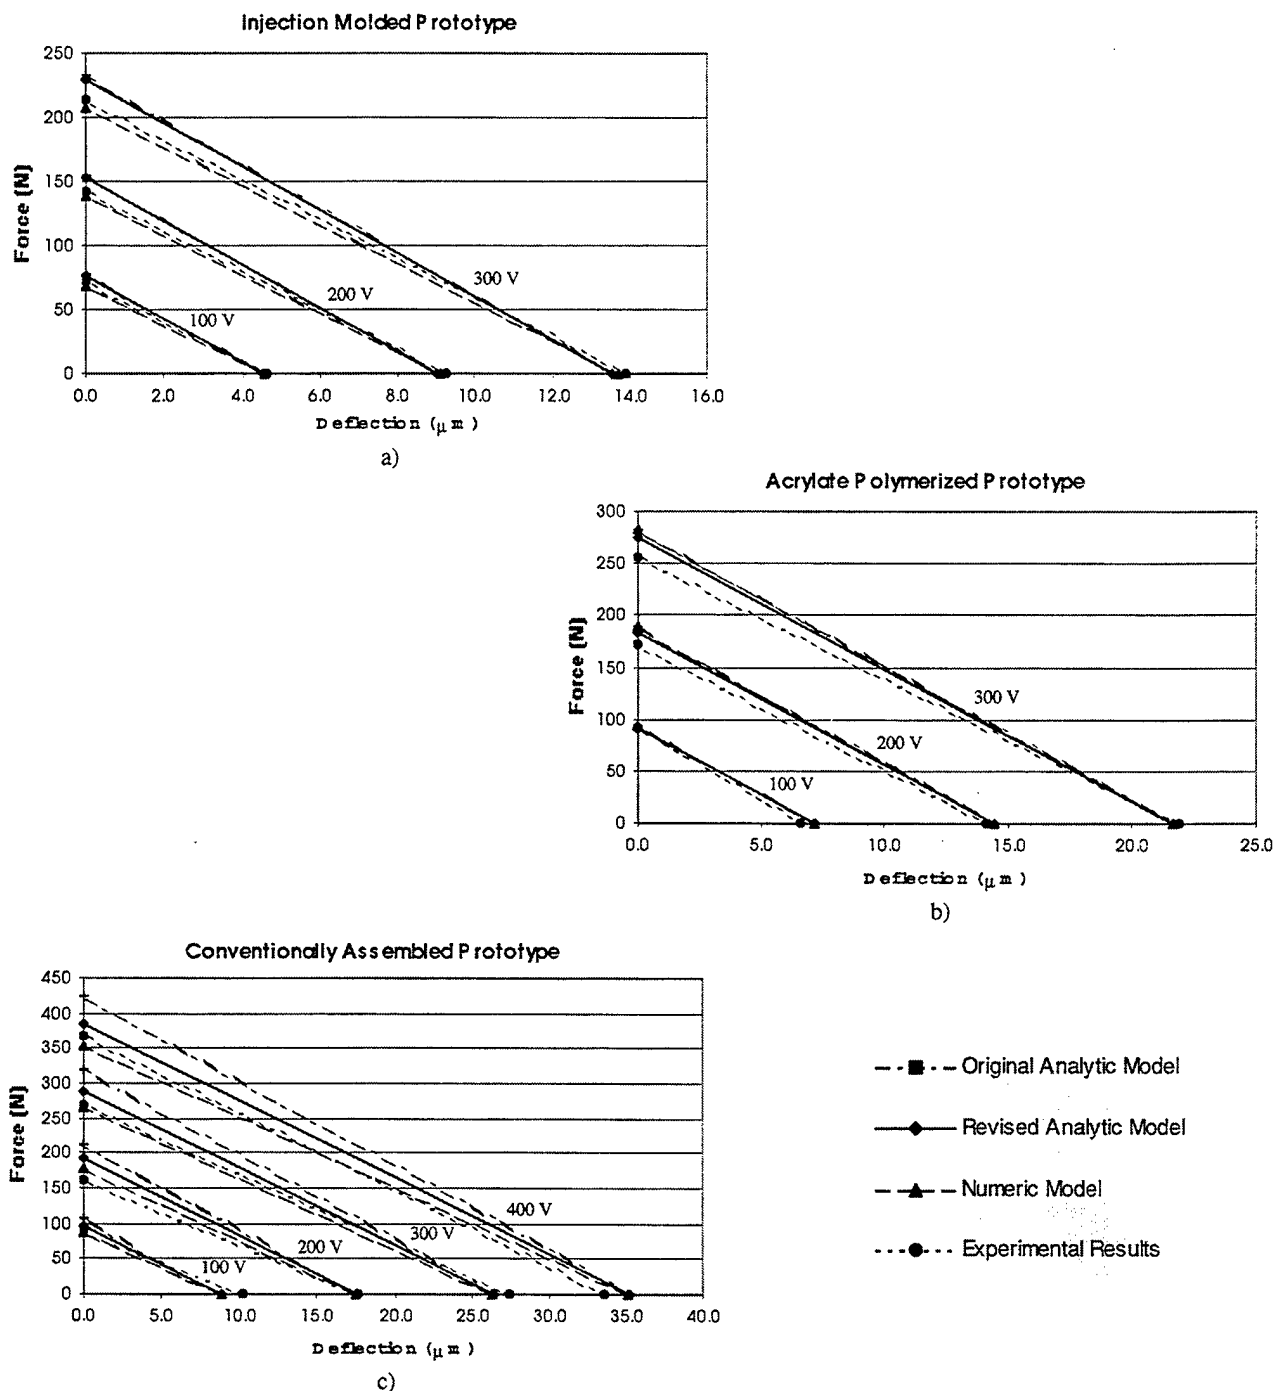 Injection Molded Prototype
250
200
150
100
50
0
Force [N]
300 V
200 V
100 V
0.0 2.0 4.0 6.0 8.0 10.0 12.0 14.0 16.0
Deflection (μm)
a)
Acrylate Polymerized Prototype
300
250
200
150
100
50
0
Force [N]
300 V
200 V
100 V
0.0 5.0 10.0 15.0 20.0 25.0
Deflection (μm)
b)
Conventionally Assembled Prototype
450
400
350
300
250
200
150
100
50
0
Force [N]
400 V
300 V
200 V
100 V
0.0 5.0 10.0 15.0 20.0 25.0 30.0 35.0 40.0
Deflection (μm)
c)
Original Analytic Model
Revised Analytic Model
Numeric Model
Experimental Results